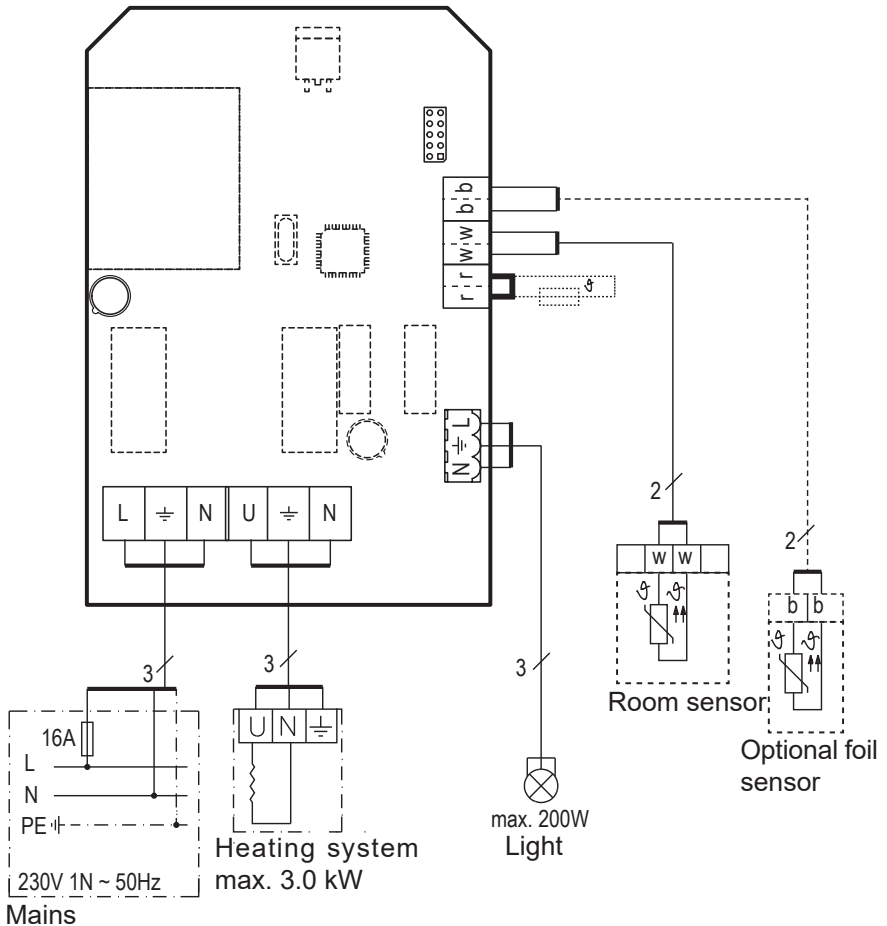 b
b
w
w
r
r
ϑ
L
N
L N U N
2
w w
ϑ ϑ
2
b b
ϑ ϑ
3
3
3
16A
L
N
PE
230V 1N ~ 50Hz
Mains
U N
Heating system
max. 3.0 kW
max. 200W
Light
Room sensor
Optional foil
sensor